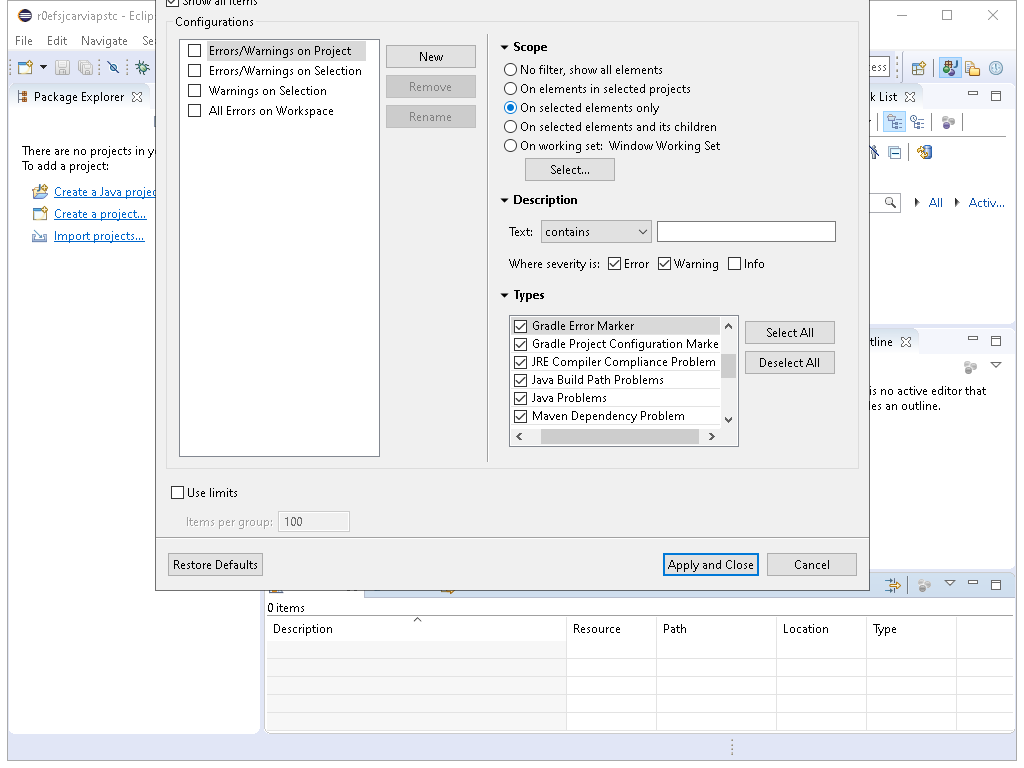 r0efsjcarviapstc - Eclip
File Edit Navigate Se
Package Explorer
There are no projects in y
To add a project:
Create a Java projec
Create a project...
Import projects...
Show all items
Configurations
Errors/Warnings on Project
Errors/Warnings on Selection
Warnings on Selection
All Errors on Workspace
New
Remove
Rename
Scope
No filter, show all elements
On elements in selected projects
On selected elements only
On selected elements and its children
On working set: Window Working Set
Select...
Description
Text: contains
Where severity is: Error Warning Info
Types
Gradle Error Marker
Gradle Project Configuration Marke
JRE Compiler Compliance Problem
Java Build Path Problems
Java Problems
Maven Dependency Problem
Select All
Deselect All
Use limits
Items per group: 100
Restore Defaults
Apply and Close
Cancel
ess
k List
All Activ...
tline
is no active editor that
des an outline.
0 items
Description Resource Path Location Type